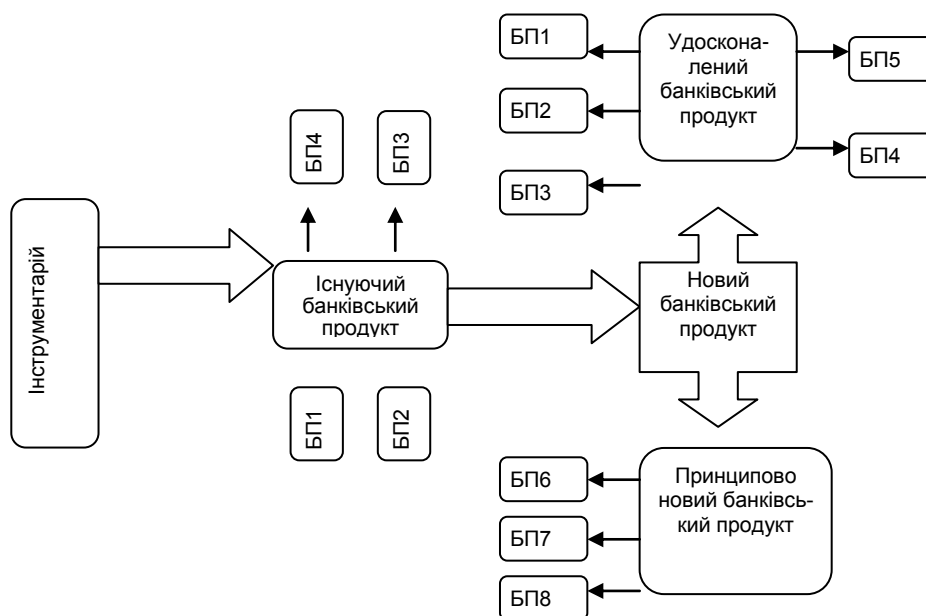 Інструментарій
БП4
БП3
Існуючий
банківський
продукт
БП1
БП2
БП1
БП2
БП3
Удоскона-
лений
банківський
продукт
БП5
БП4
Новий
банківський
продукт
БП6
БП7
БП8
Принципово
новий банківсь-
кий продукт